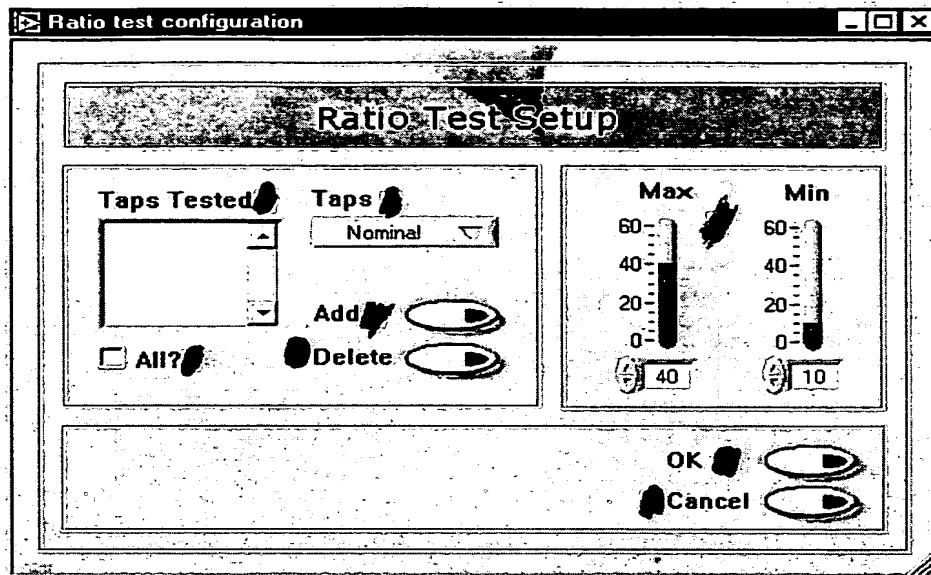 Ratio test configuration
Ratio Test Setup
Taps Tested
Taps
Nominal
Add
Delete
All?
Max
Min
60
40
20
0
60
40
20
0
40
10
OK
Cancel